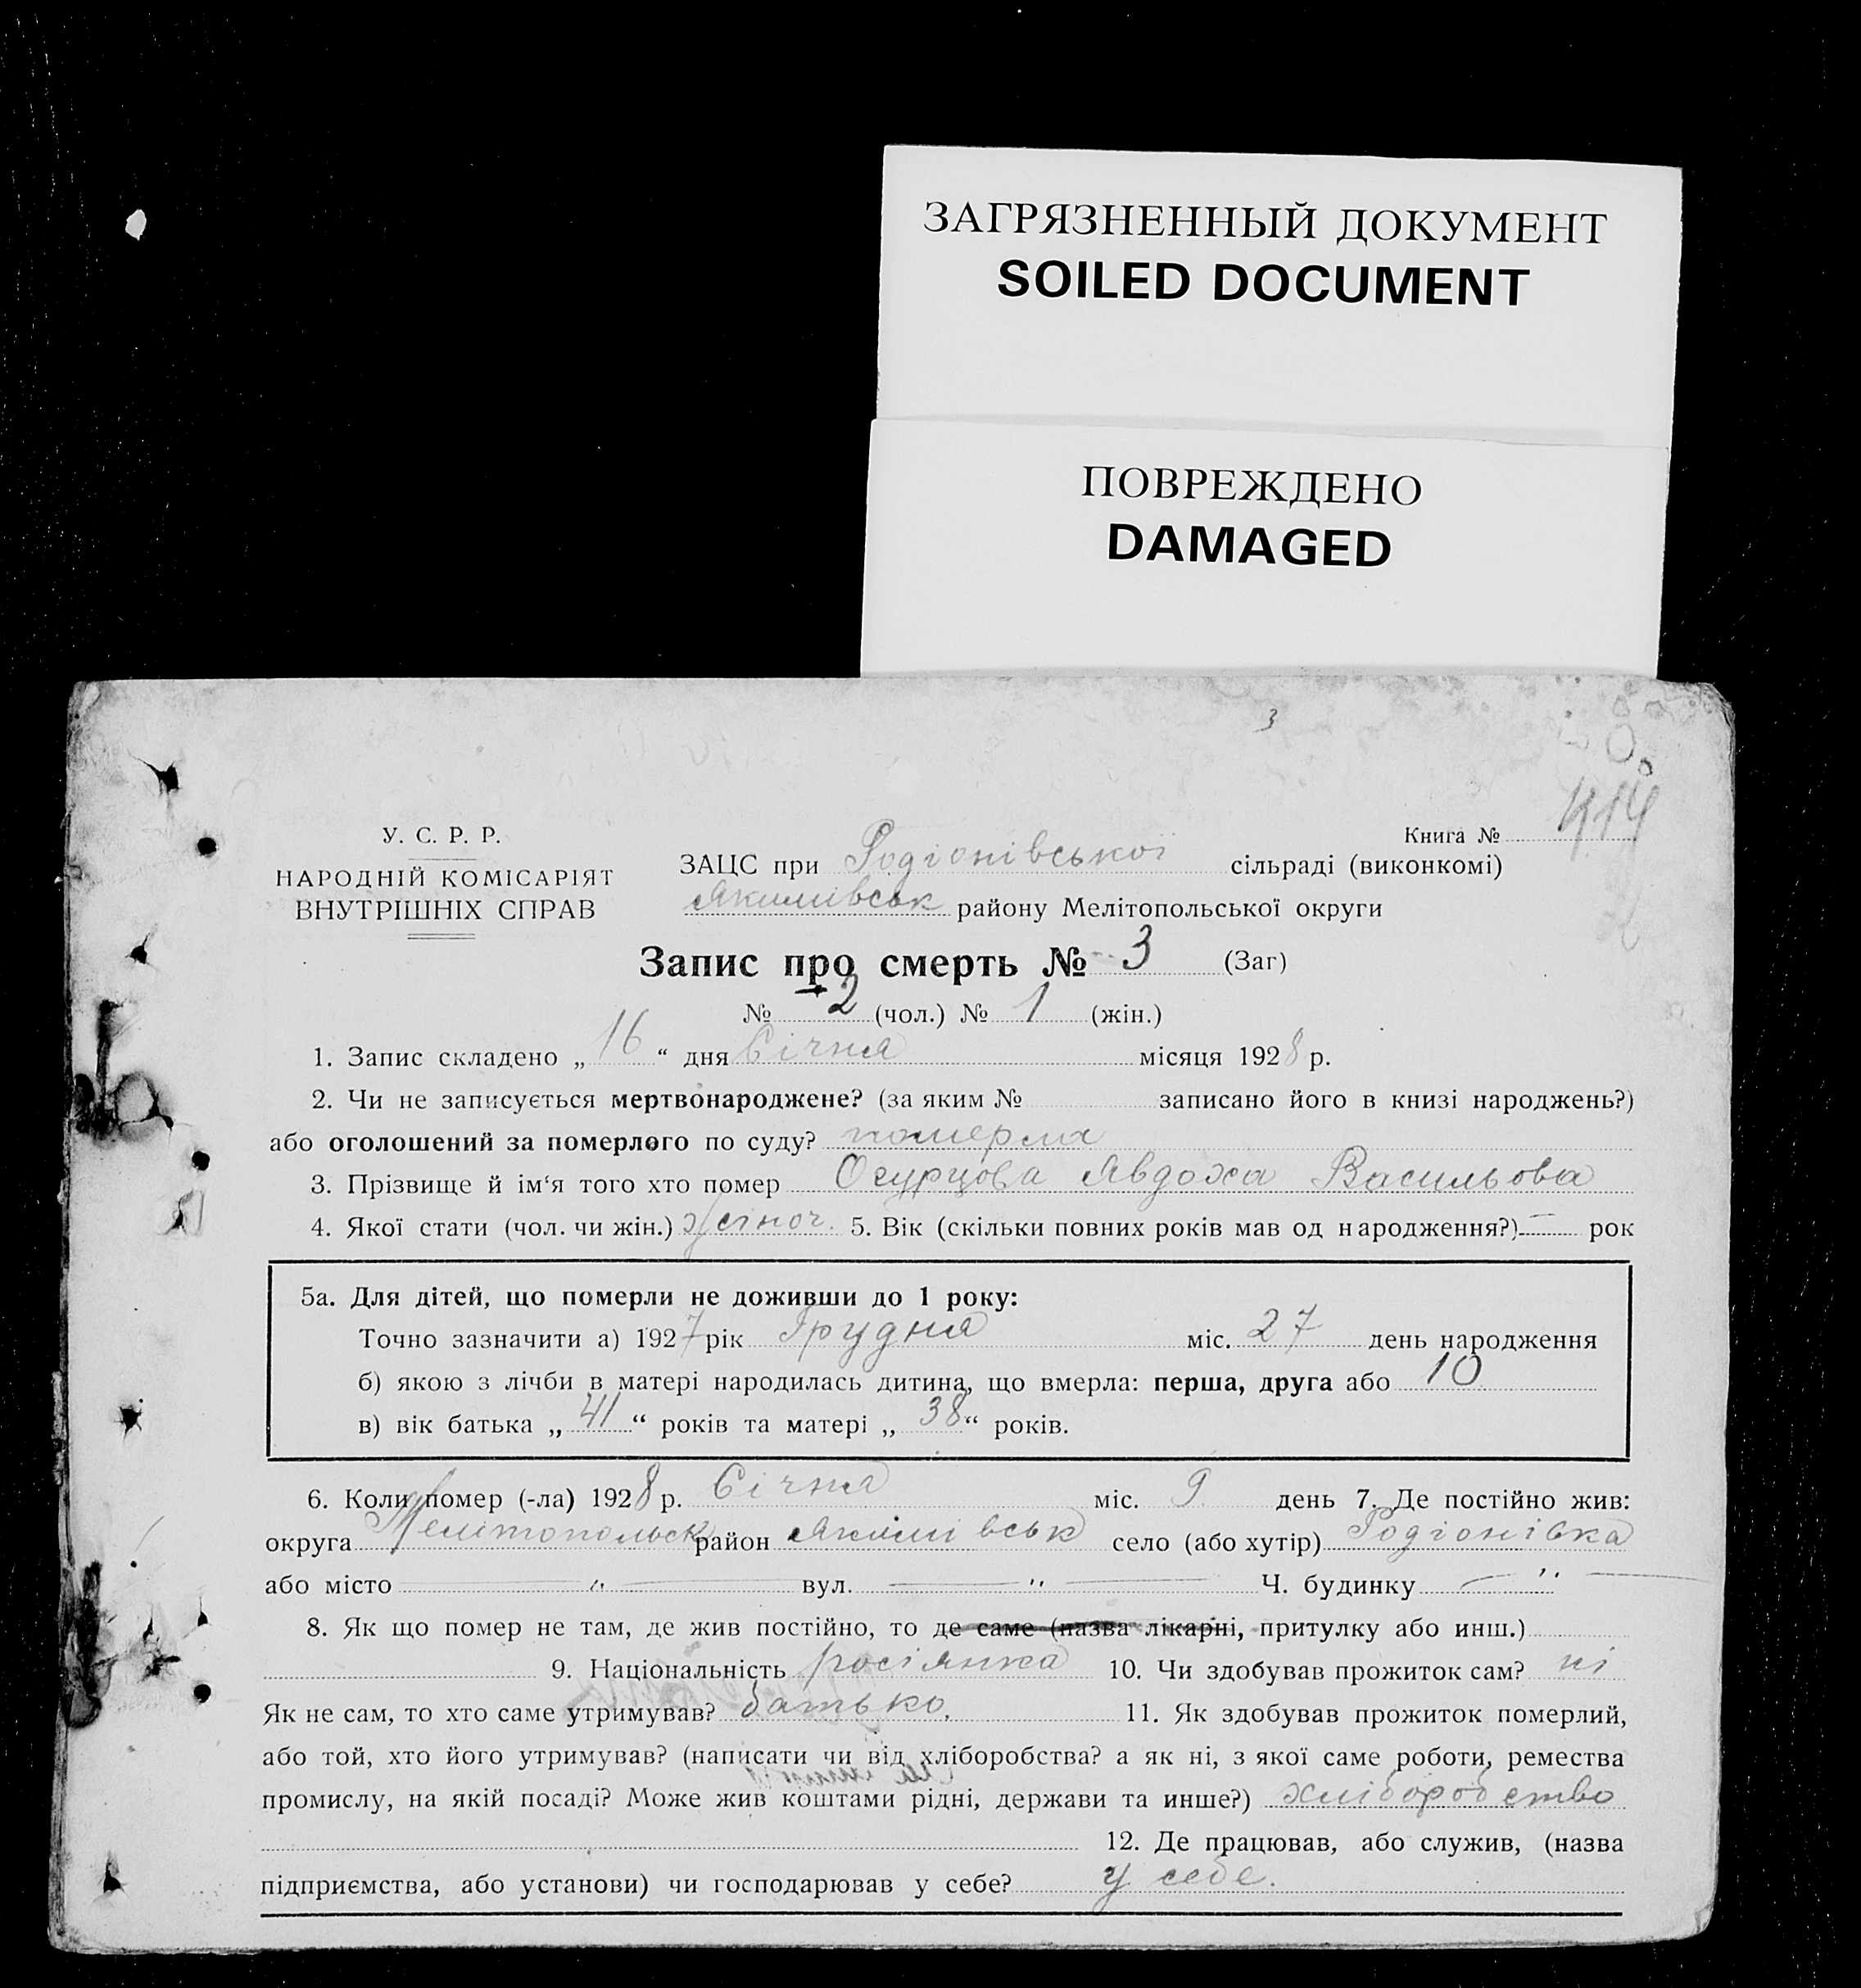 ЗАГРЯЗНЕННЫЙ ДОКУМЕНТ
SOILED DOCUMENT
ПОВРЕЖДЕНО
DAMAGED
3
У. С. Р. Р.
НАРОДНІЙ КОМІСАРІЯТ
ВНУТРІШНІХ СПРАВ
Книга №
ЗАЦС при Родіонівської сільраді (виконкомі)
Якимівськ району Мелітопольської округи
Запис про смерть № 3 (Заг)
№ 2 (чол.) № 1 (жін.)
1. Запис складено „16“ дня Січня місяця 1928 р.
2. Чи не записується мертвонароджене? (за яким № записано його в книзі народжень?)
або оголошений за померлого по суду? померла
3. Прізвище й ім‘я того хто помер Огурцова Явдоха Васильова
4. Якої стати (чол. чи жін.) жіноч. 5. Вік (скільки повних років мав од народження?) — рок
5а. Для дітей, що померли не доживши до 1 року:
Точно зазначити а) 1927 рік Грудня міс. 27 день народження
б) якою з лічби в матері народилась дитина, що вмерла: перша, друга або 10
в) вік батька „41“ років та матері „38“ років.
6. Коли помер (-ла) 1928 р. Січня міс. 9 день 7. Де постійно жив:
округа Мелітопольськ район Якимівськ село (або хутір) Родіонівка
або місто — „ — вул. — „ — Ч. будинку — „ —
8. Як що помер не там, де жив постійно, то де саме (назва лікарні, притулку або инш.)
9. Національність росіянка 10. Чи здобував прожиток сам? ні
Як не сам, то хто саме утримував? батько. 11. Як здобував прожиток померлий,
або той, хто його утримував? (написати чи від хліборобства? а як ні, з якої саме роботи, ремества
промислу, на якій посаді? Може жив коштами рідні, держави та инше?) хліборобство
12. Де працював, або служив, (назва
підприємства, або установи) чи господарював у себе? у себе.